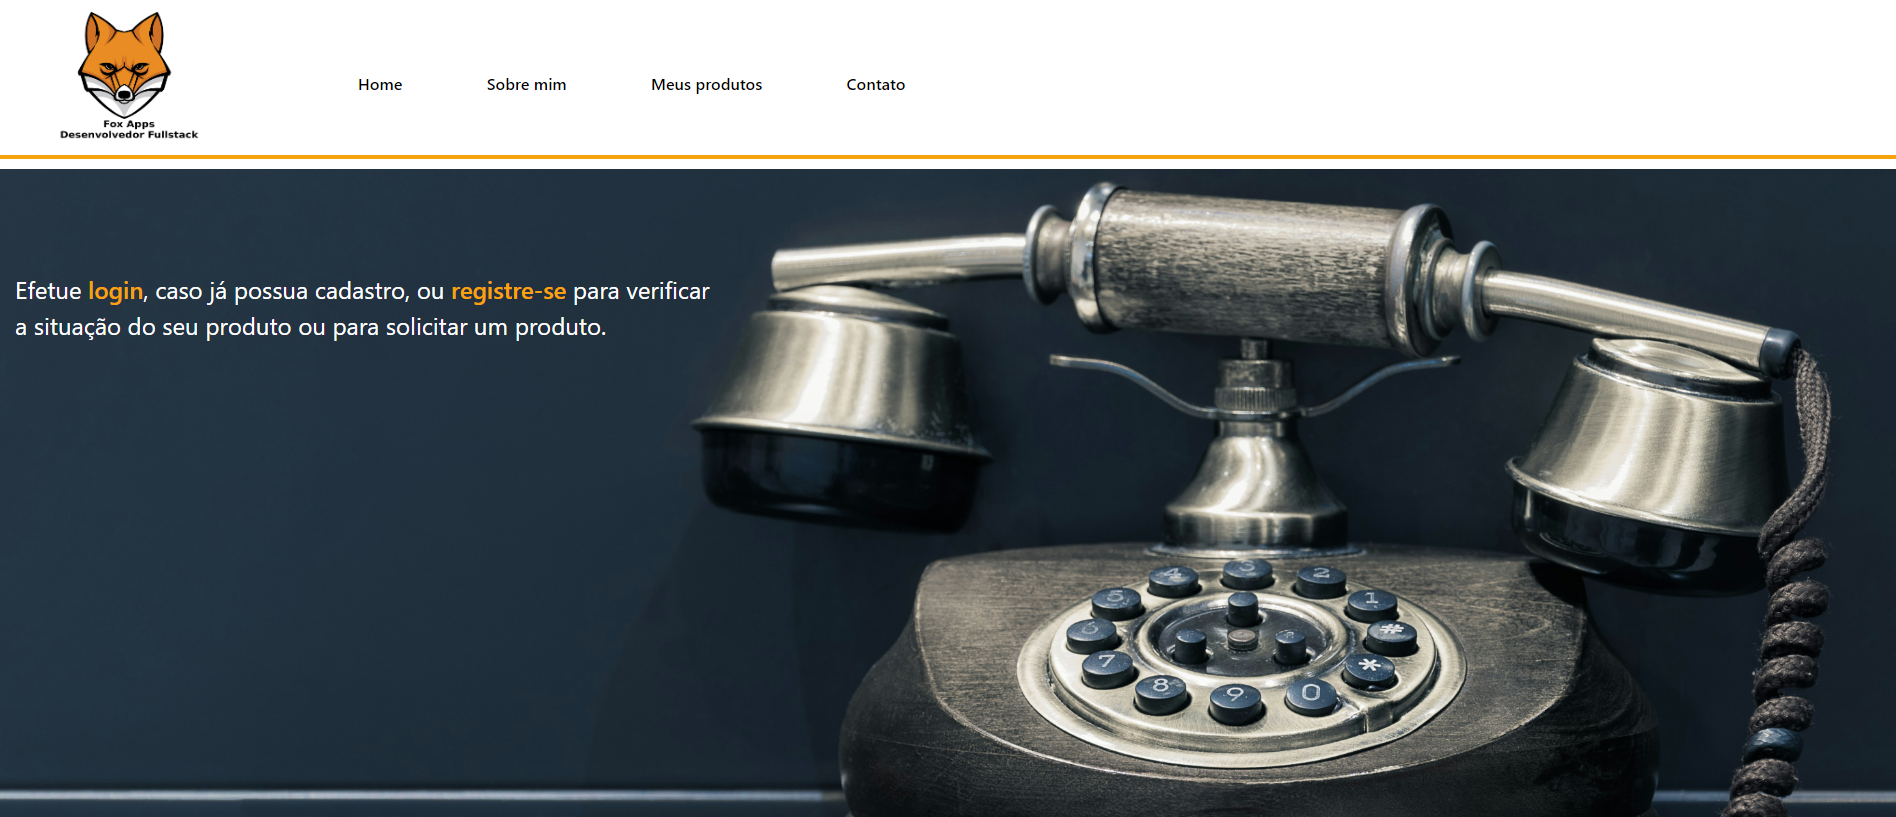 Fox Apps
Desenvolvedor Fullstack
Home
Sobre mim
Meus produtos
Contato
Efetue login, caso já possua cadastro, ou registre-se para verificar
a situação do seu produto ou para solicitar um produto.
4 3 2
5 1
6 #
7 *
8 9 0